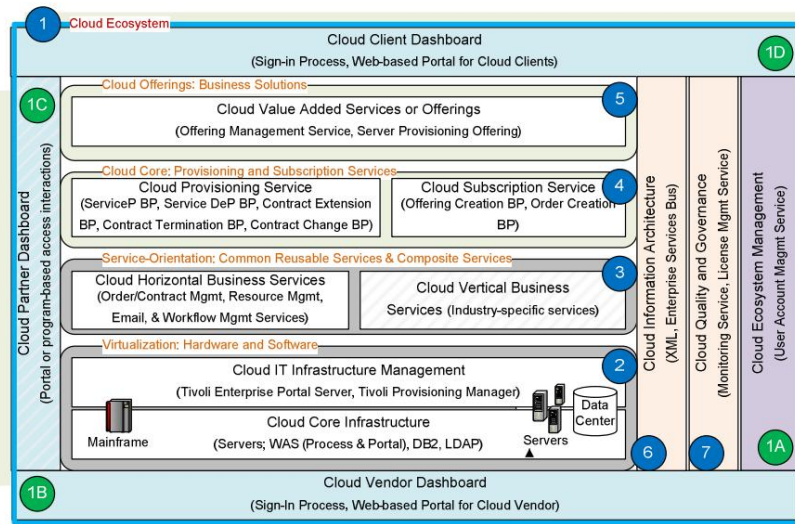 1
Cloud Ecosystem
Cloud Client Dashboard
(Sign-in Process, Web-based Portal for Cloud Clients)
1D
1C
Cloud Partner Dashboard
(Portal or program-based access interactions)
Cloud Offerings: Business Solutions
5
Cloud Value Added Services or Offerings
(Offering Management Service, Server Provisioning Offering)
Cloud Core: Provisioning and Subscription Services
4
Cloud Provisioning Service
(ServiceP BP, Service DeP BP, Contract Extension
BP, Contract Termination BP, Contract Change BP)
Cloud Subscription Service
(Offering Creation BP, Order Creation
BP)
Service-Orientation: Common Reusable Services & Composite Services
3
Cloud Horizontal Business Services
(Order/Contract Mgmt, Resource Mgmt,
Email, & Workflow Mgmt Services)
Cloud Vertical Business
Services (Industry-specific services)
Virtualization: Hardware and Software
2
Cloud IT Infrastructure Management
(Tivoli Enterprise Portal Server, Tivoli Provisioning Manager)
Cloud Core Infrastructure
(Servers; WAS (Process & Portal), DB2, LDAP)
Mainframe
Servers
Data
Center
Cloud Information Architecture
(XML, Enterprise Services Bus)
6
Cloud Quality and Governance
(Monitoring Service, License Mgmt Service)
7
Cloud Ecosystem Management
(User Account Magmt Service)
1A
1B
Cloud Vendor Dashboard
(Sign-In Process, Web-based Portal for Cloud Vendor)